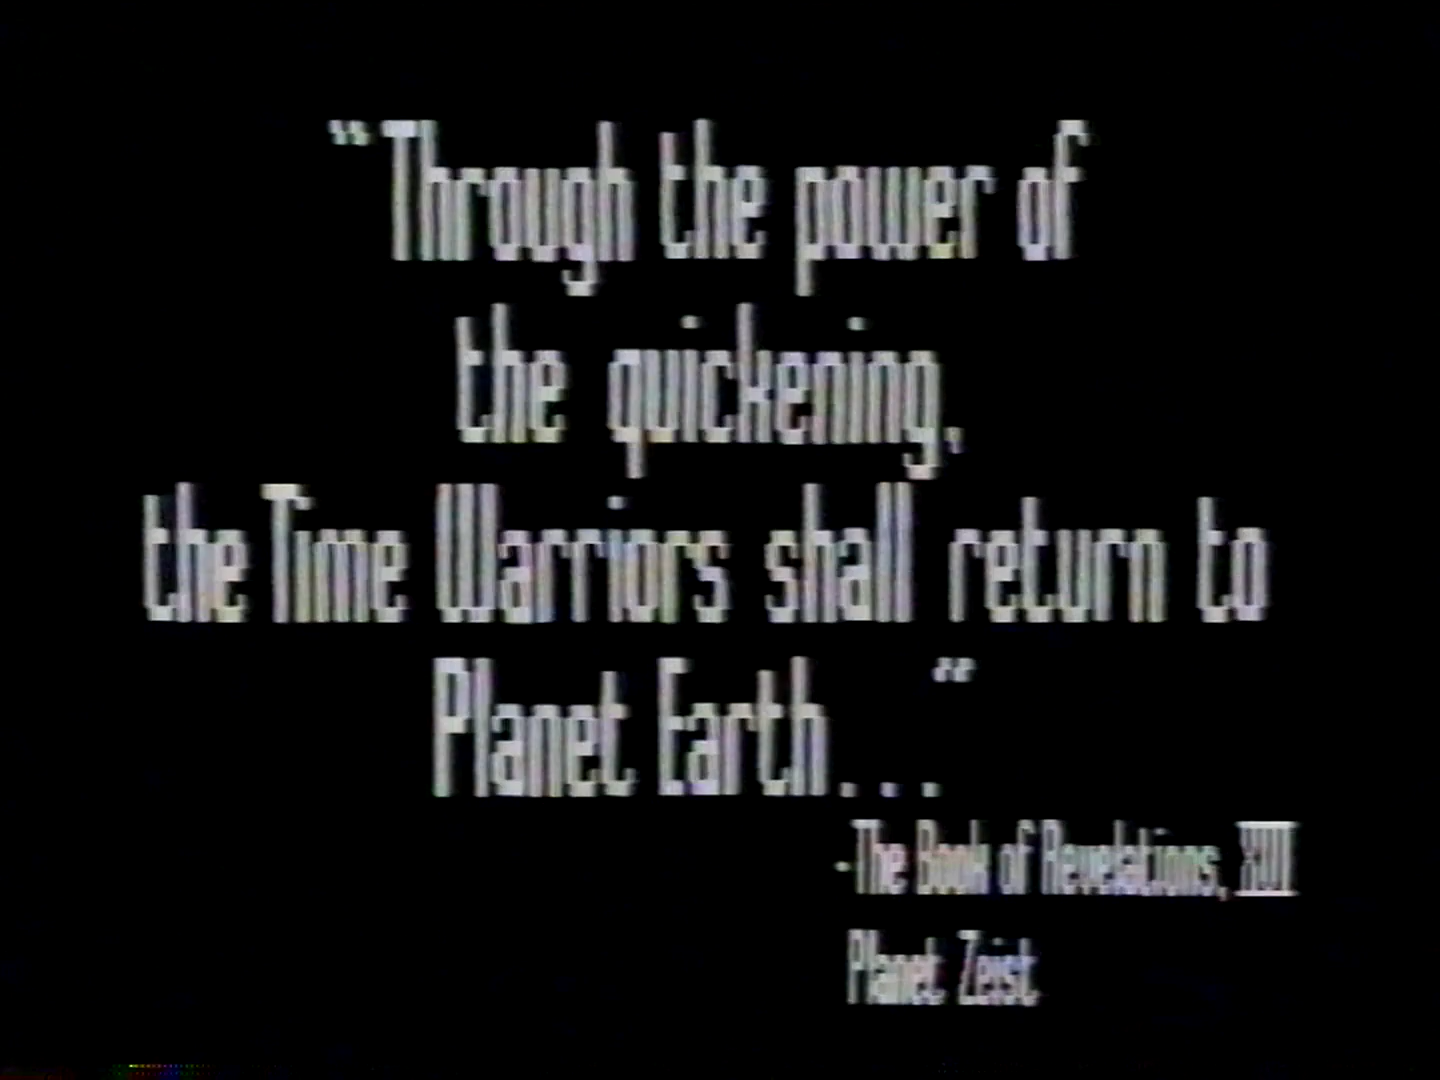 “Through the power of
the quickening,
the Time Warriors shall return to
Planet Earth... “
-The Book of Revelations,
Planet Zeist